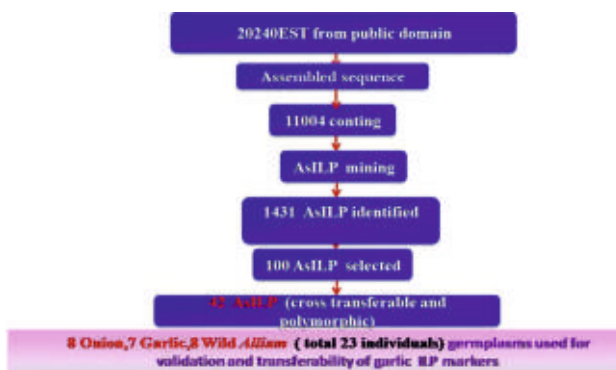 20240EST from public domain
Assembled sequence
11004 conting
AsILP mining
1431 AsILP identified
100 AsILP selected
AsILP (cross transferable and
polymorphic)
8 Onion,7 Garlic,8 Wild Allium ( total 23 individuals) germplasms used for
validation and transferability of garlic ILP markers